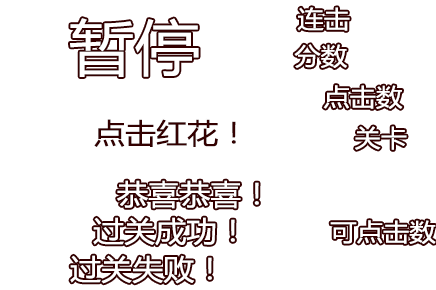 暂停
连击
分数
点击数
点击红花！
关卡
恭喜恭喜！
过关成功！
可点击数
过关失败！